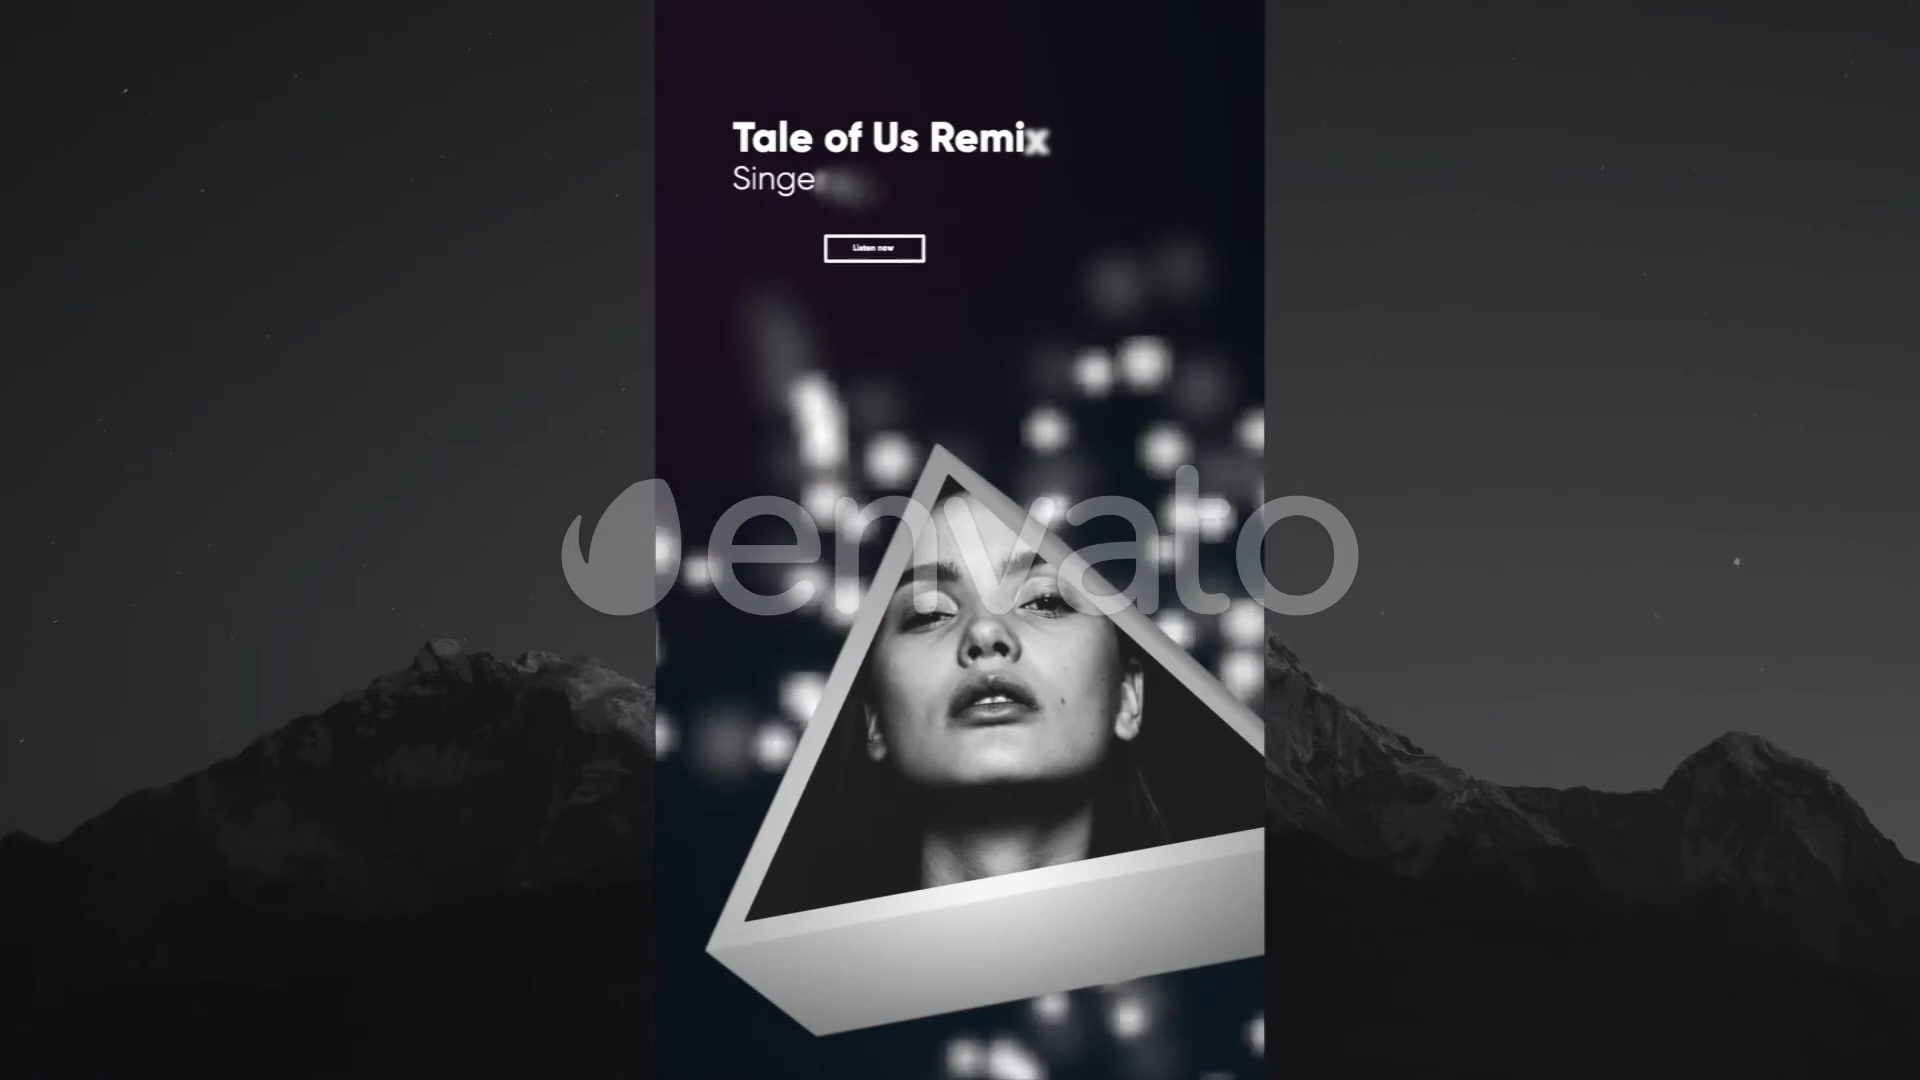 Tale of Us Remix
Singe
Listen now
envato